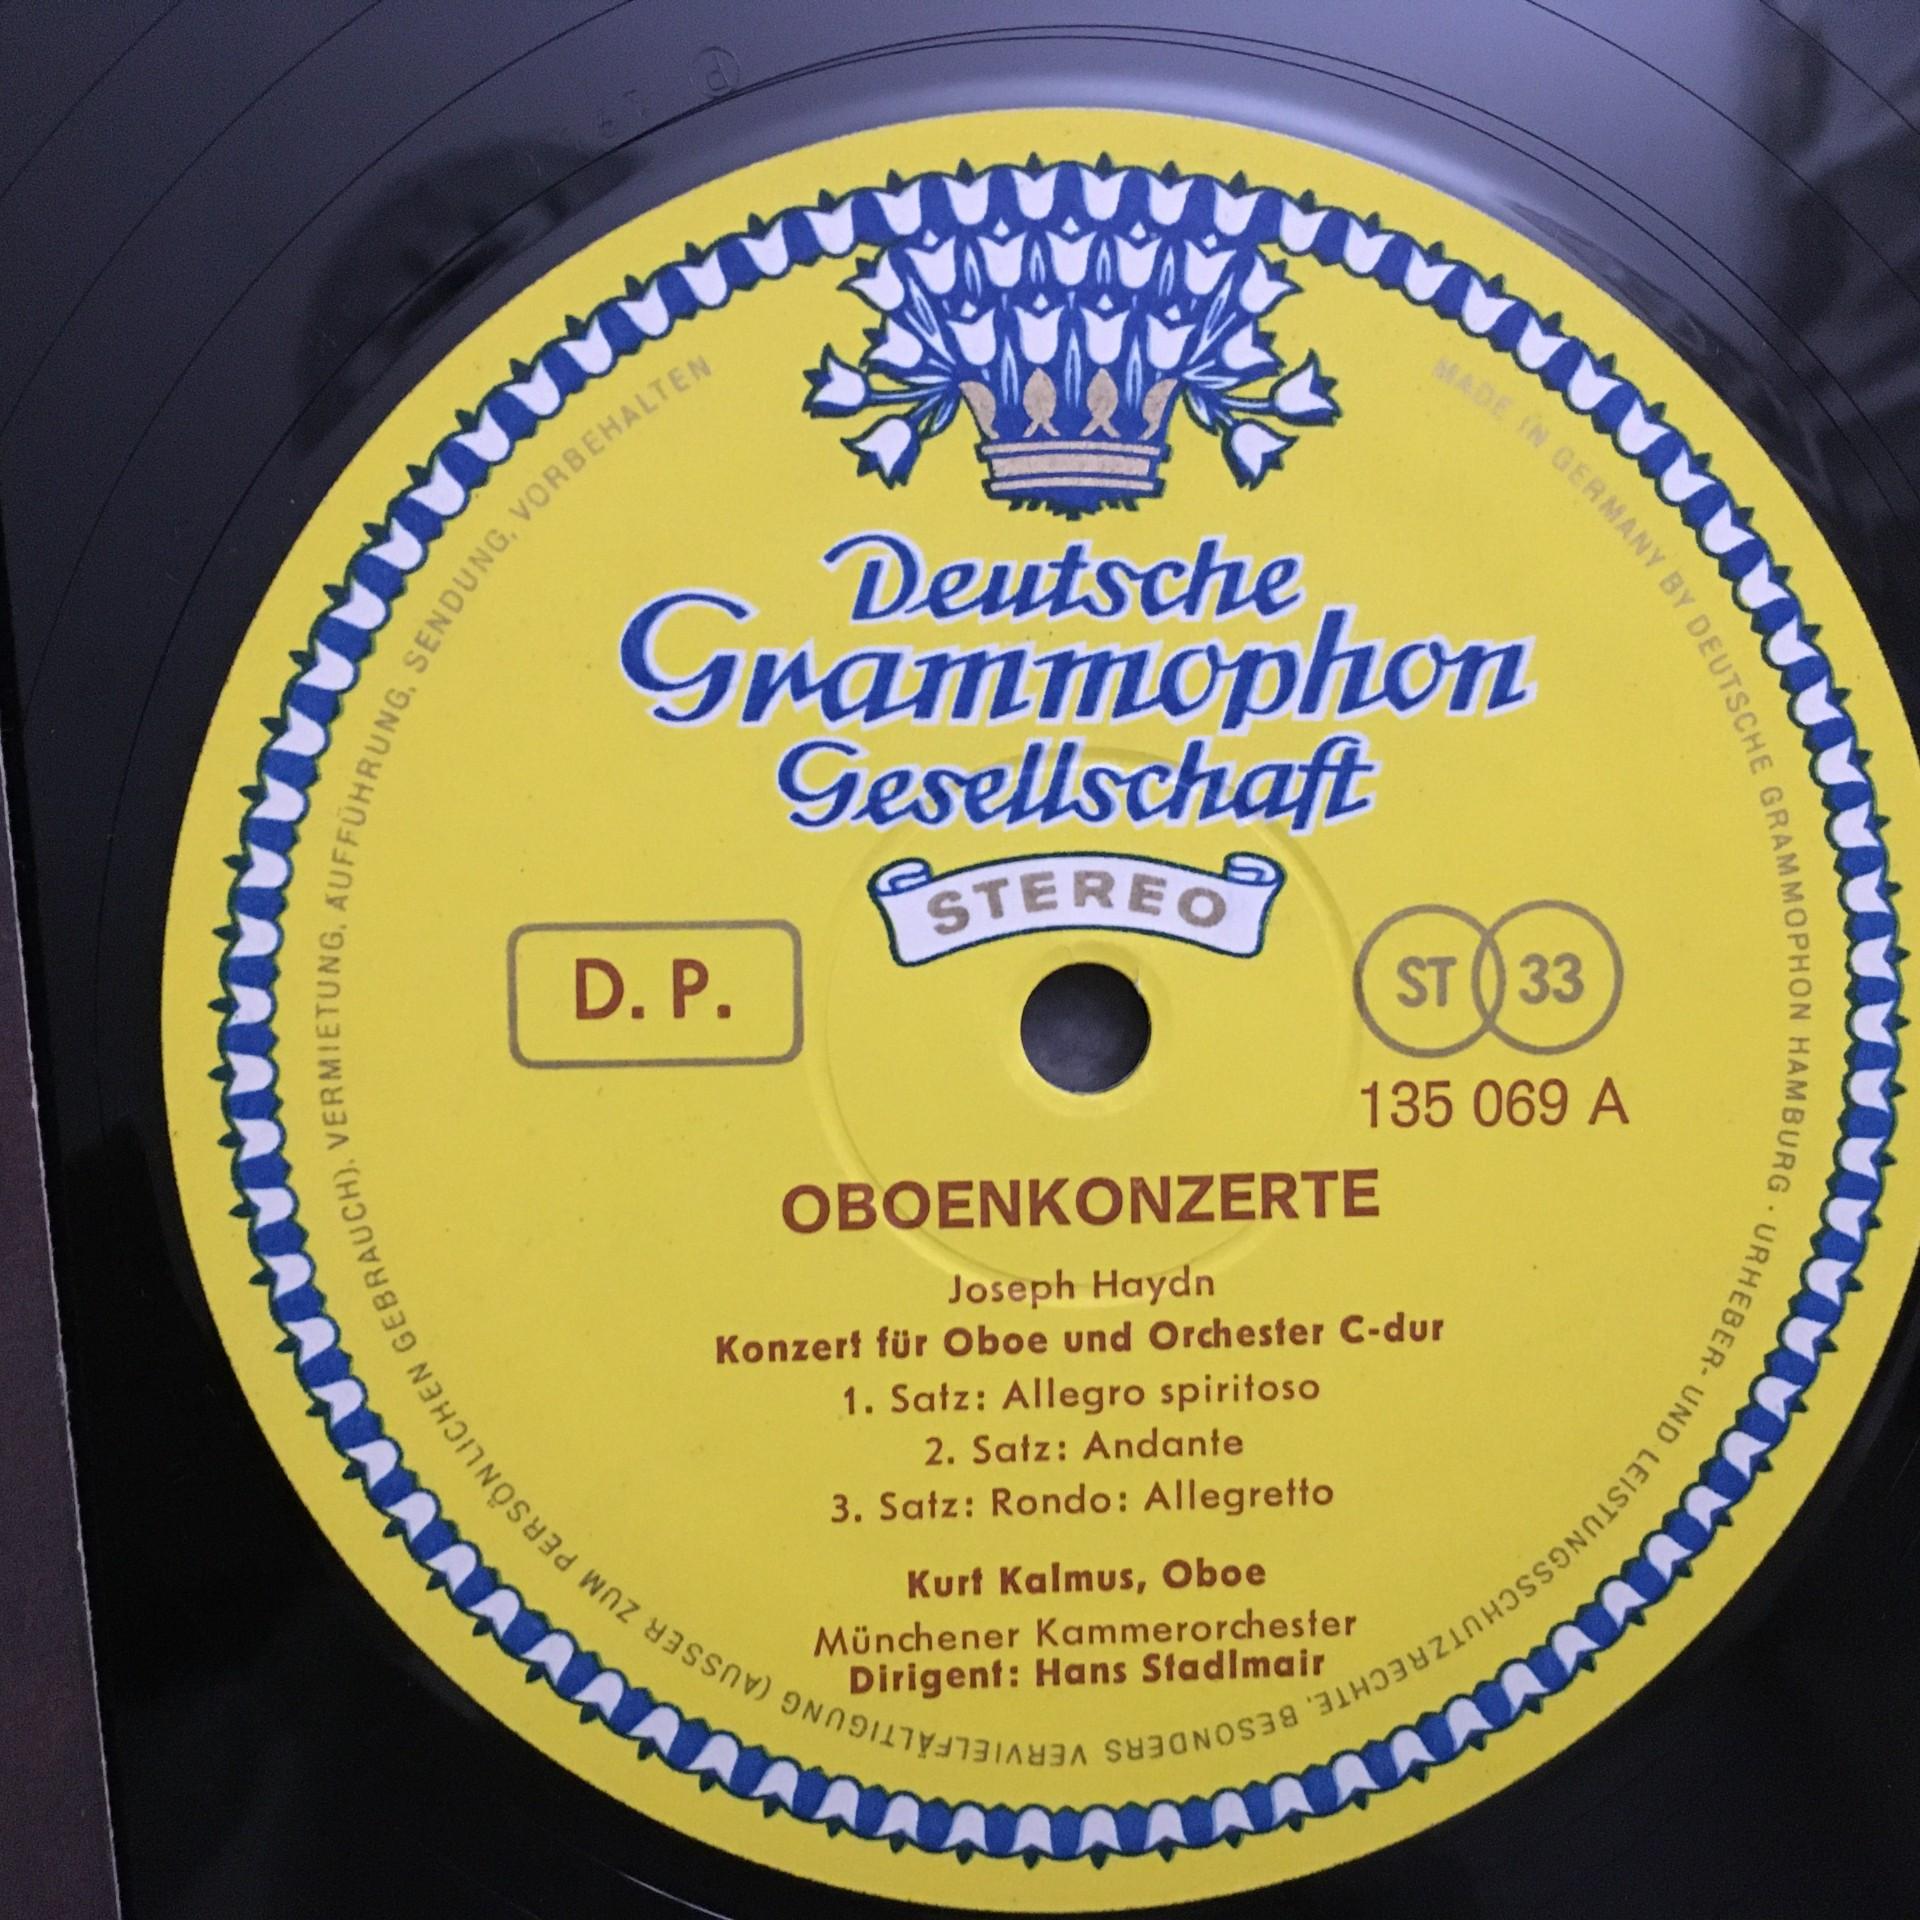 Deutsche
Grammophon
Gesellschaft
STEREO
D. P.
ST 33
135 069 A
OBOENKONZERTE
Joseph Haydn
Konzert für Oboe und Orchester C-dur
1. Satz: Allegro spiritoso
2. Satz: Andante
3. Satz: Rondo: Allegretto
Kurt Kalmus, Oboe
Münchener Kammerorchester
Dirigent: Hans Stadlmair
MADE IN GERMANY BY DEUTSCHE GRAMMOPHON HAMBURG · URHEBER- UND LEISTUNGSSCHUTZRECHTE, BESONDERS VERVIELFÄLTIGUNG (AUSSER ZUM PERSÖNLICHEN GEBRAUCH), VERMIETUNG, AUFFÜHRUNG, SENDUNG, VORBEHALTEN